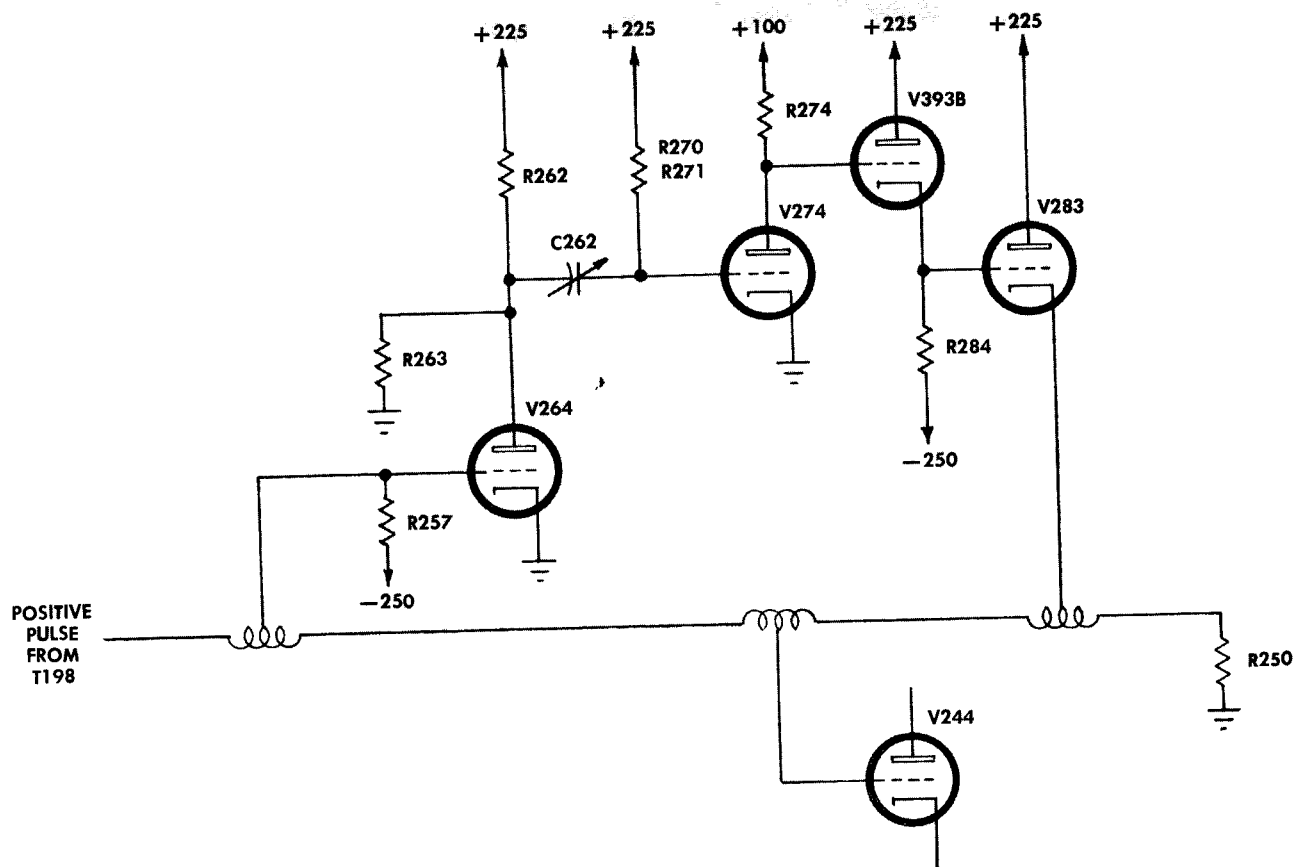 +225
+225
+100
+225
+225
R274
V393B
R262
R270
R271
V274
V283
C262
R263
R284
V264
-250
R257
-250
POSITIVE
PULSE
FROM
T198
R250
V244